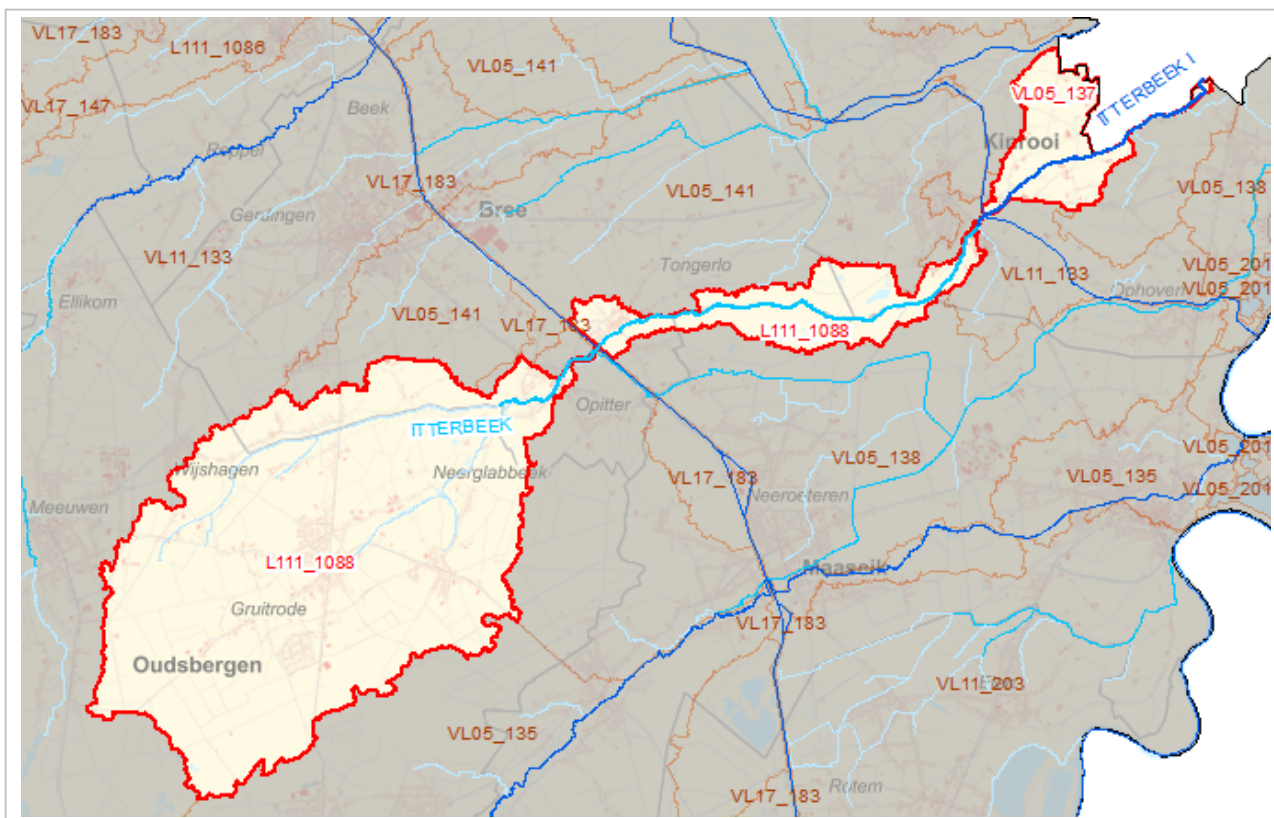 VL17_183
L111_1086
VL05_141
VL17_147
Beek
VL05_137
ITTERBEEK I
Kinrooi
Reppel
VL17_183
VL05_141
VL05_138
Gerdingen
Bree
VL11_133
Tongerlo
VL11_133
VL05_201
Ophoven
VL05_201
Ellikom
VL05_141
VL17_183
L111_1088
Opitter
ITTERBEEK
Wijshagen
Neerglabbeek
VL05_138
VL05_201
VL17_183
VL05_135
VL05_201
Neeroeteren
Meeuwen
L111_1088
Maaseik
Gruitrode
VL17_183
Oudsbergen
VL11_203
VL05_135
Rotem
VL17_183